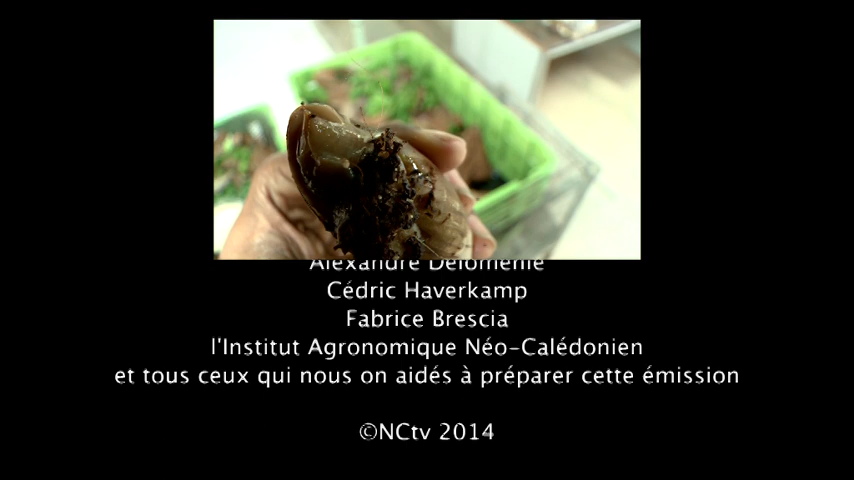 Alexandre
Cédric Haverkamp
Fabrice Brescia
l'Institut Agronomique Néo-Calédonien
et tous ceux qui nous on aidés à préparer cette émission
©NCtv 2014